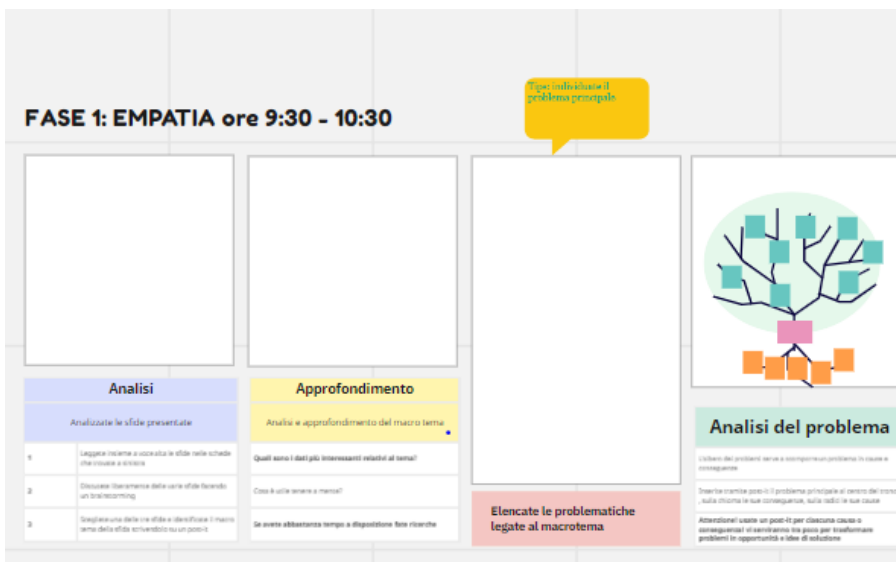 Tips: individuate il
problema principale
FASE 1: EMPATIA ore 9:30 - 10:30
Analisi
Analizzate le sfide presentate
1
Leggete insieme a voce alta le sfide nelle schede
che trovate a sinistra
2
Discutete liberamente delle varie sfide facendo
un brainstorming
3
Scegliete una delle tre sfide e identificate il macro
tema della sfida scrivendolo su un post-it
Approfondimento
Analisi e approfondimento del macro tema
Quali sono i dati più interessanti relativi al tema?
Cosa è utile tenere a mente?
Se avete abbastanza tempo a disposizione fate ricerche
Elencate le problematiche
legate al macrotema
Analisi del problema
L'albero dei problemi serve a scomporre un problema in cause e
conseguenze
Inserite tramite post-it il problema principale al centro del tronco
, sulla chioma le sue conseguenze, sulla radici le sue cause
Attenzione! usate un post-it per ciascuna causa o
conseguenza! vi serviranno tra poco per trasformare
problemi in opportunità e idee di soluzione